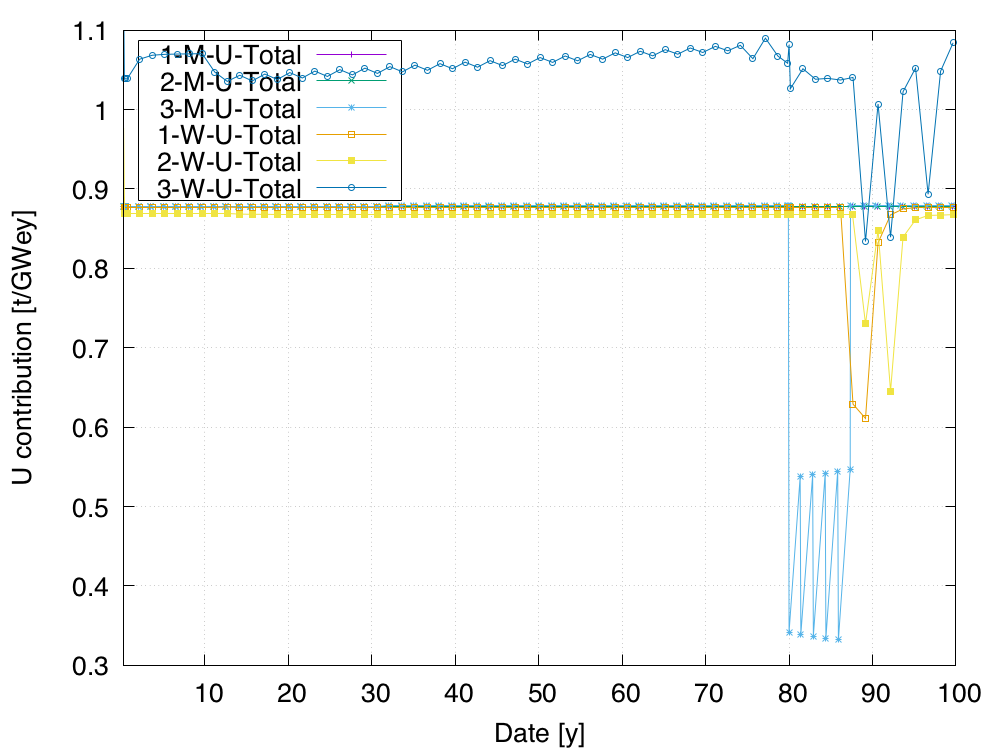 1.1
1
0.9
0.8
0.7
0.6
0.5
0.4
0.3
U contribution [t/GWey]
1-M-U-Total
2-M-U-Total
3-M-U-Total
1-W-U-Total
2-W-U-Total
3-W-U-Total
10 20 30 40 50 60 70 80 90 100
Date [y]